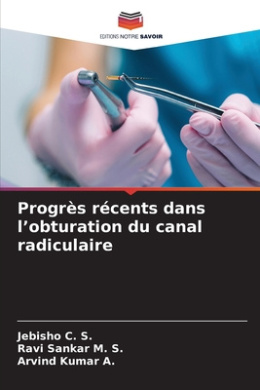 EDITIONS NOTRE SAVOIR
Progrès récents dans
l’obturation du canal
radiculaire
Jebisho C. S.
Ravi Sankar M. S.
Arvind Kumar A.